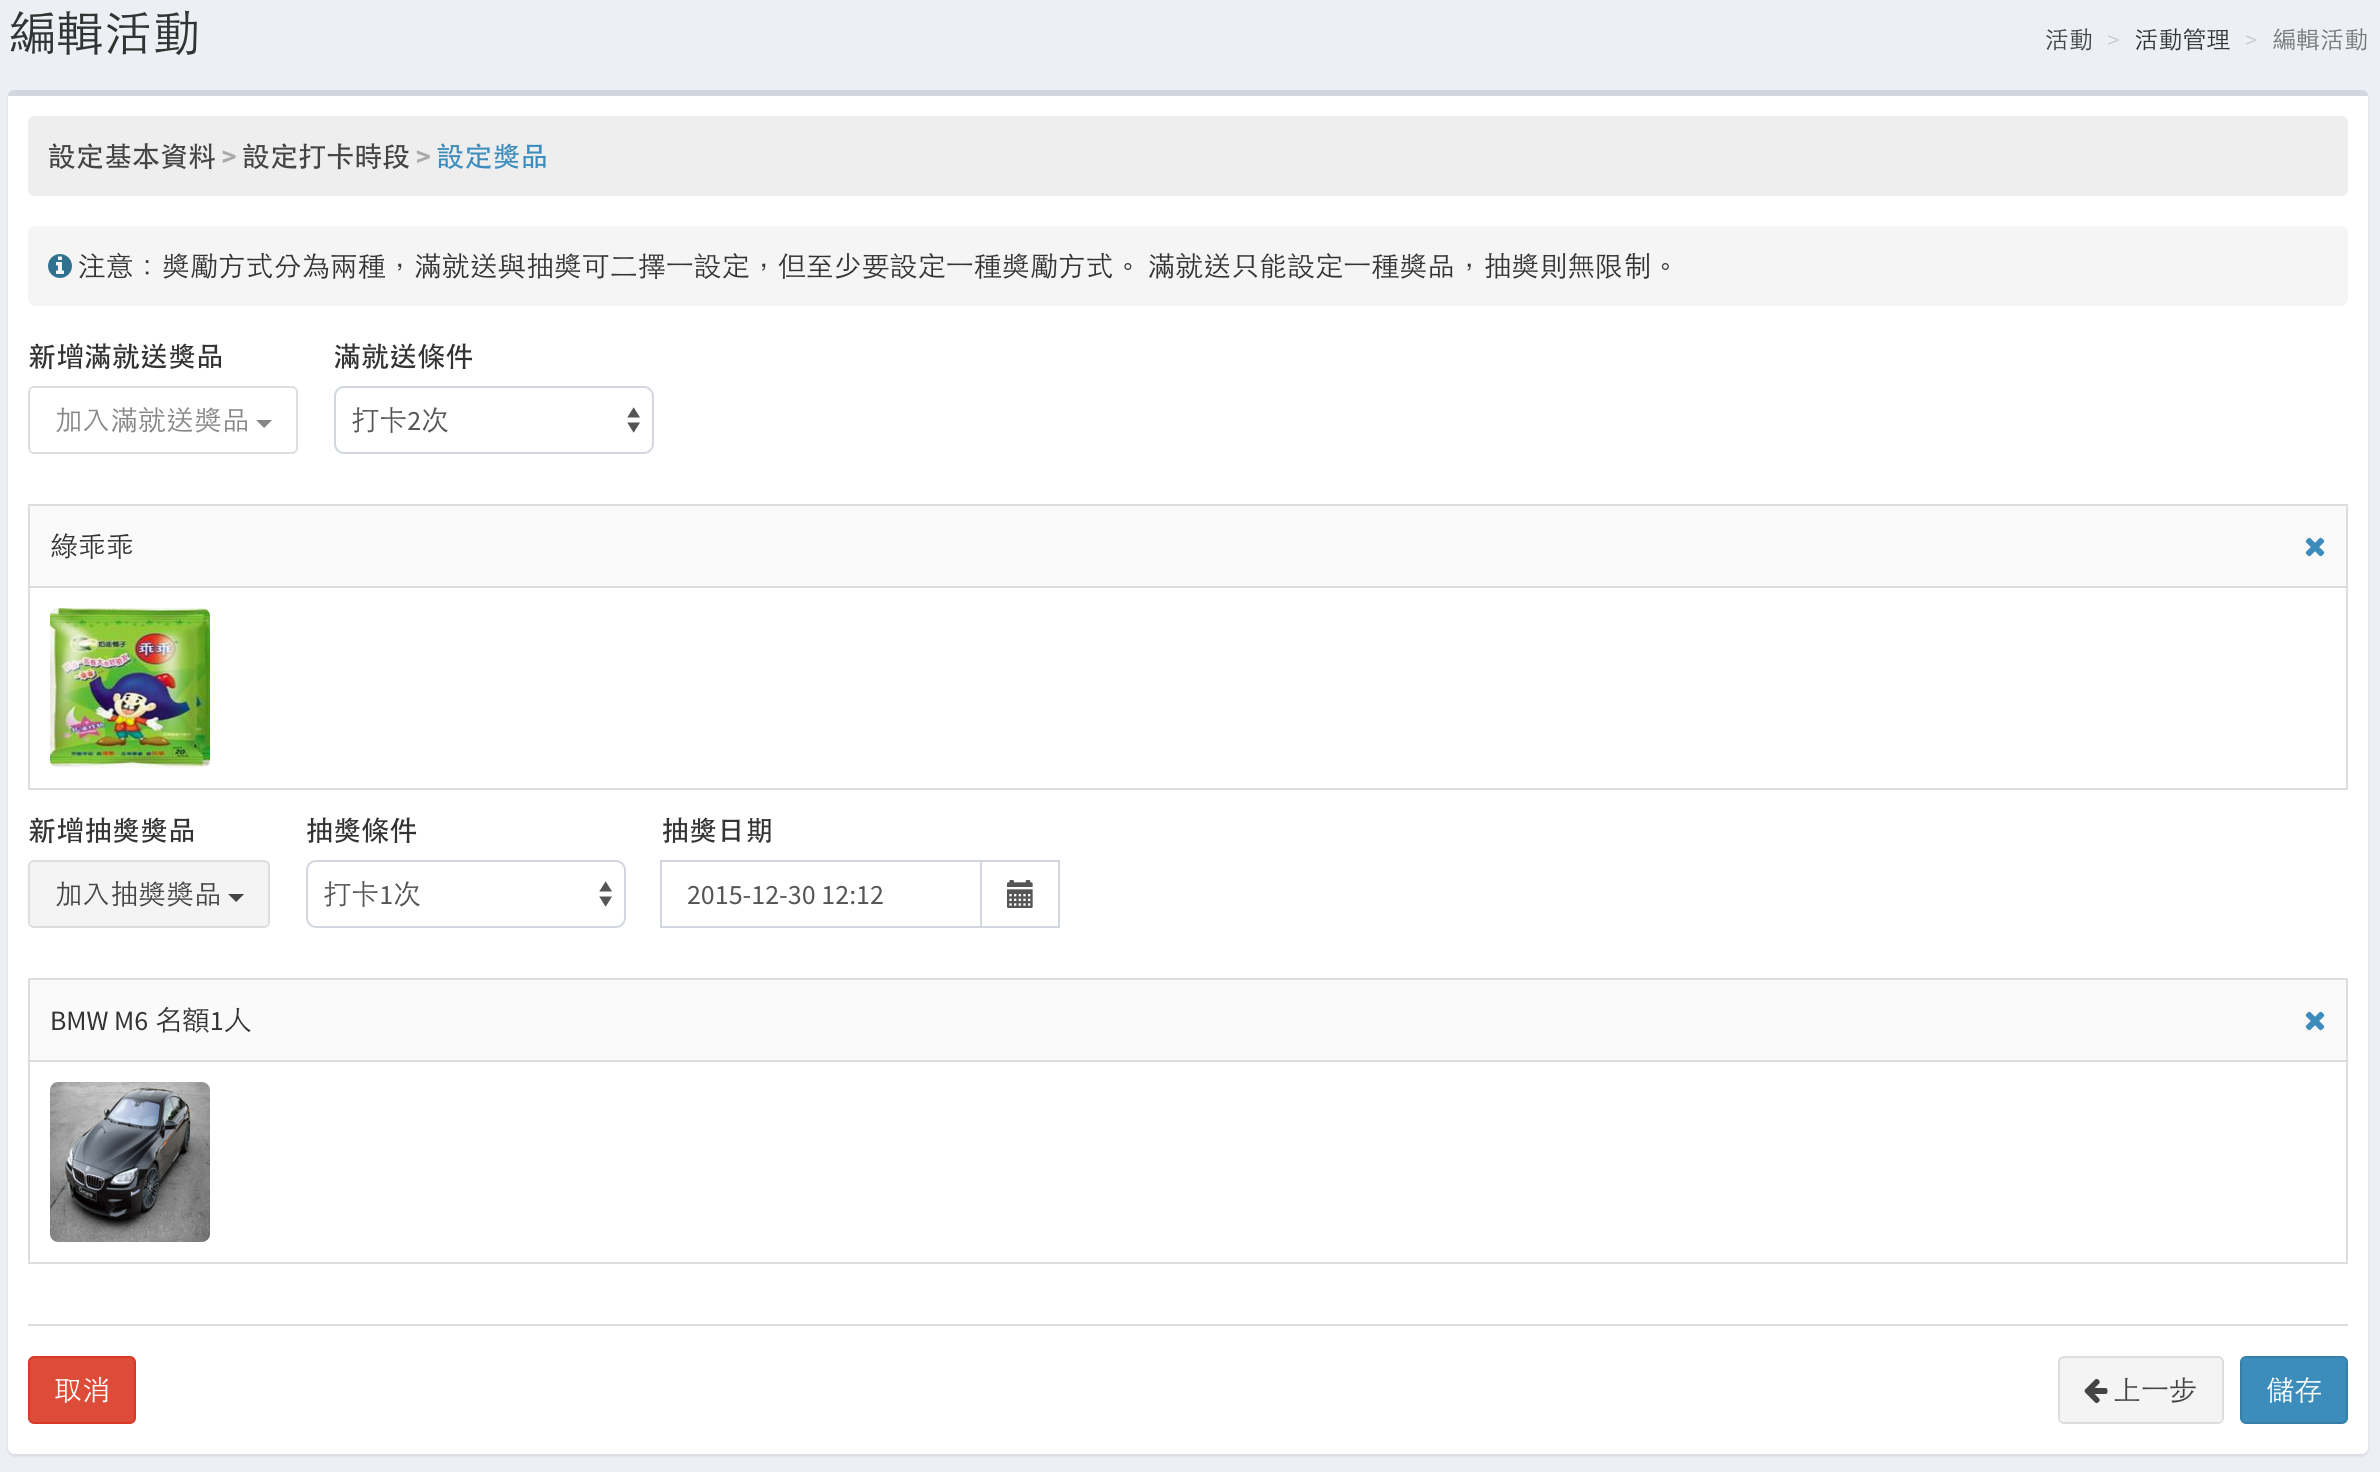 編輯活動
活動 > 活動管理 > 編輯活動
設定基本資料 > 設定打卡時段 > 設定獎品
注意：獎勵方式分為兩種，滿就送與抽獎可二擇一設定，但至少要設定一種獎勵方式。 滿就送只能設定一種獎品，抽獎則無限制。
新增滿就送獎品 滿就送條件
加入滿就送獎品 打卡2次
綠乖乖
乖乖
新增抽獎獎品 抽獎條件 抽獎日期
加入抽獎獎品 打卡1次 2015-12-30 12:12
BMW M6 名額1人
取消 上一步 儲存